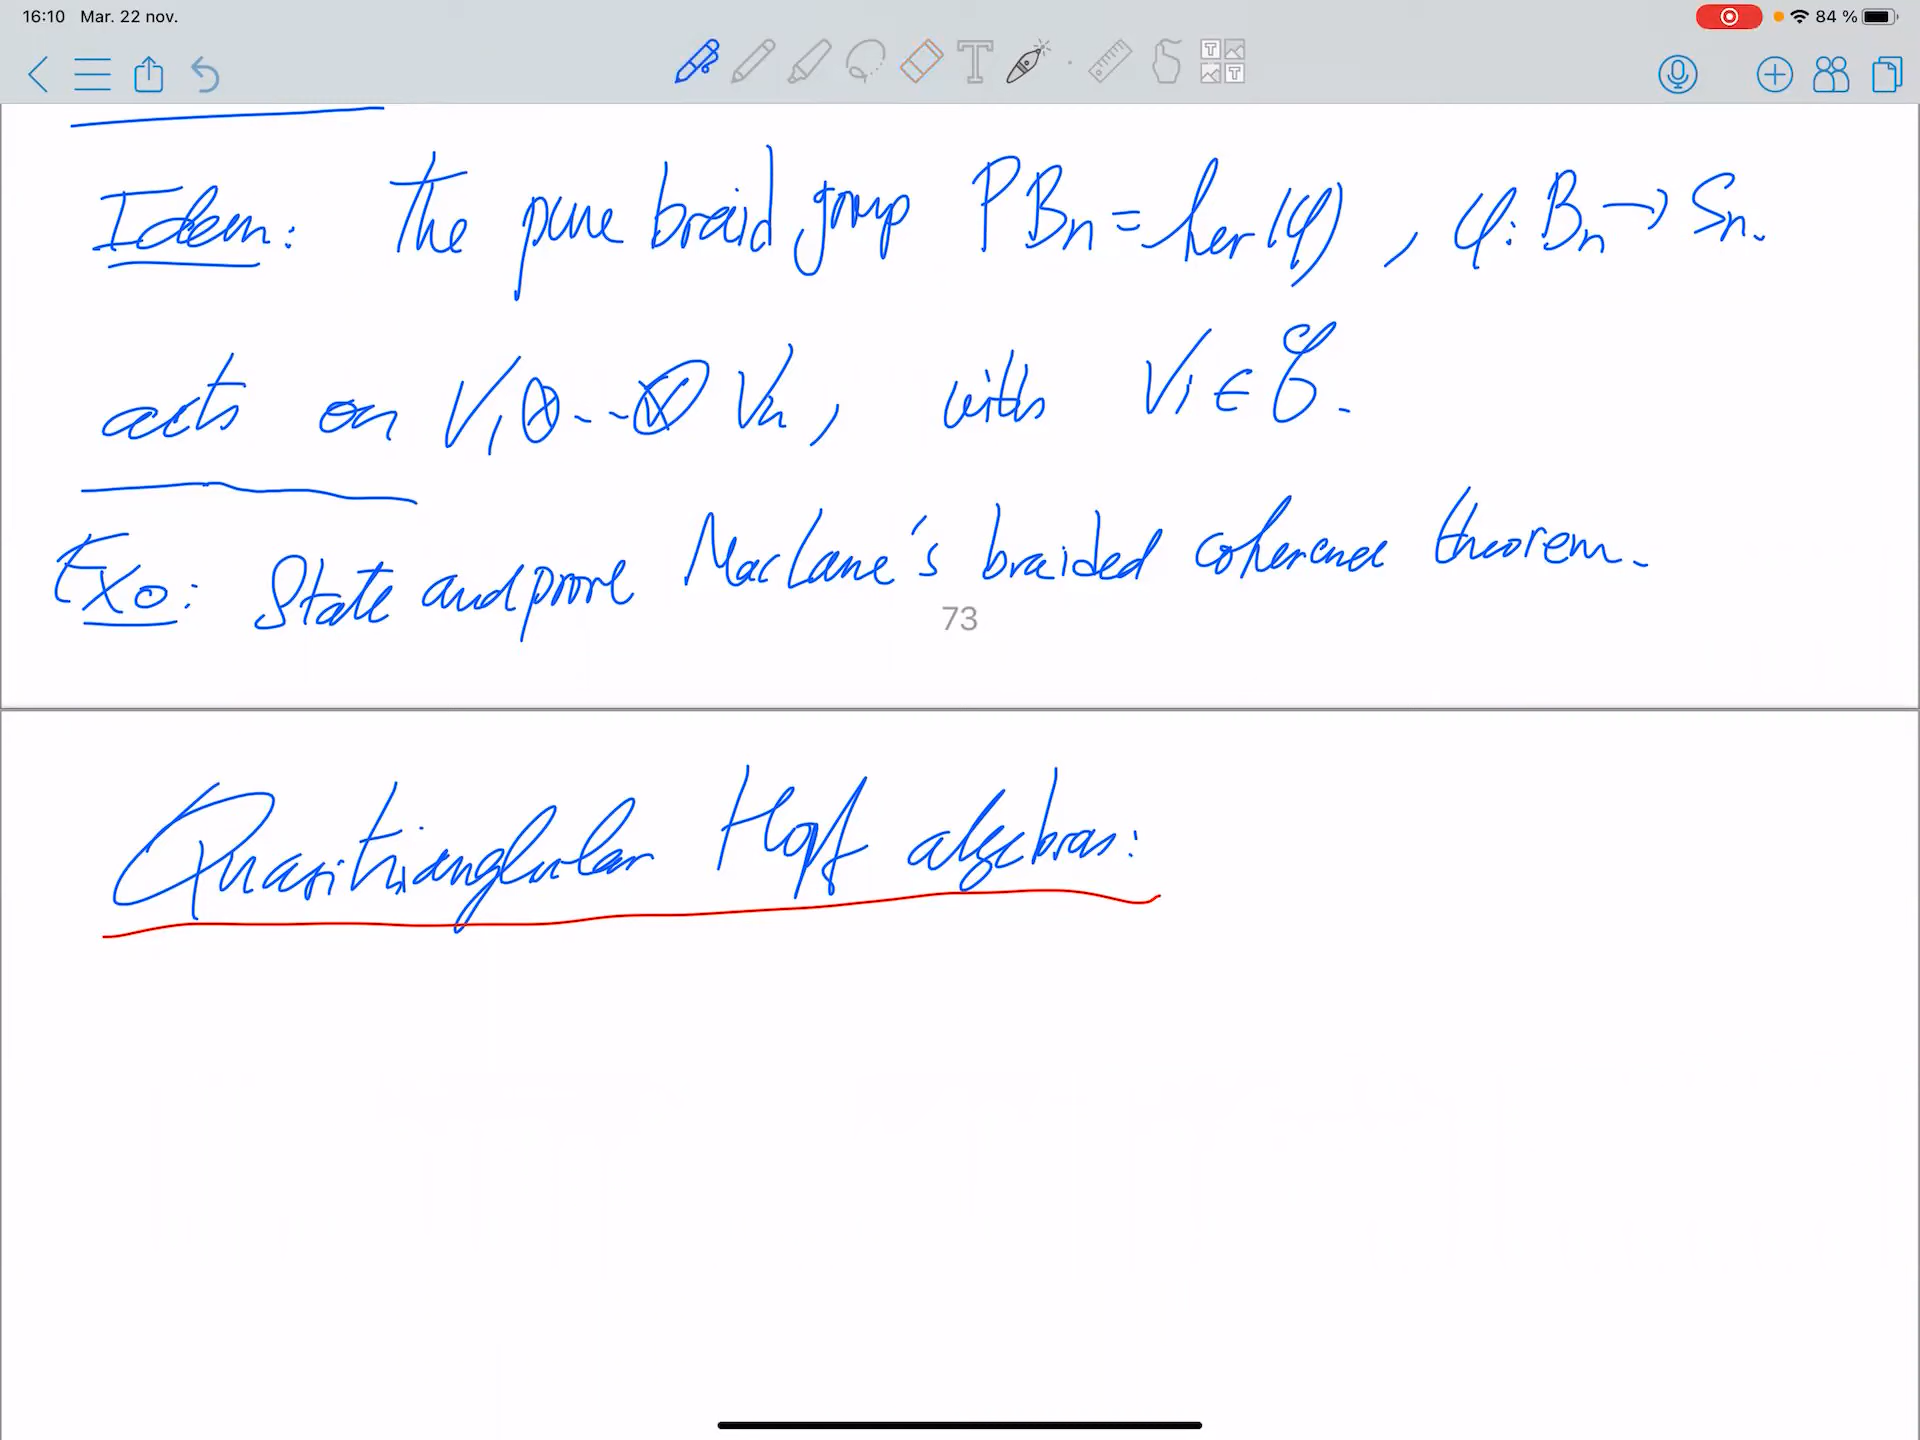 16:10 Mar. 22 nov. 84 %
Idem: The pure braid group PBn = ker(φ), φ: Bn → Sn.
acts on V₁⊗--⊗Vn, with Vi ∈ 𝒞.
Exo: State and prove MacLane's braided coherence theorem.
73
Quasitriangular Hopf algebras: